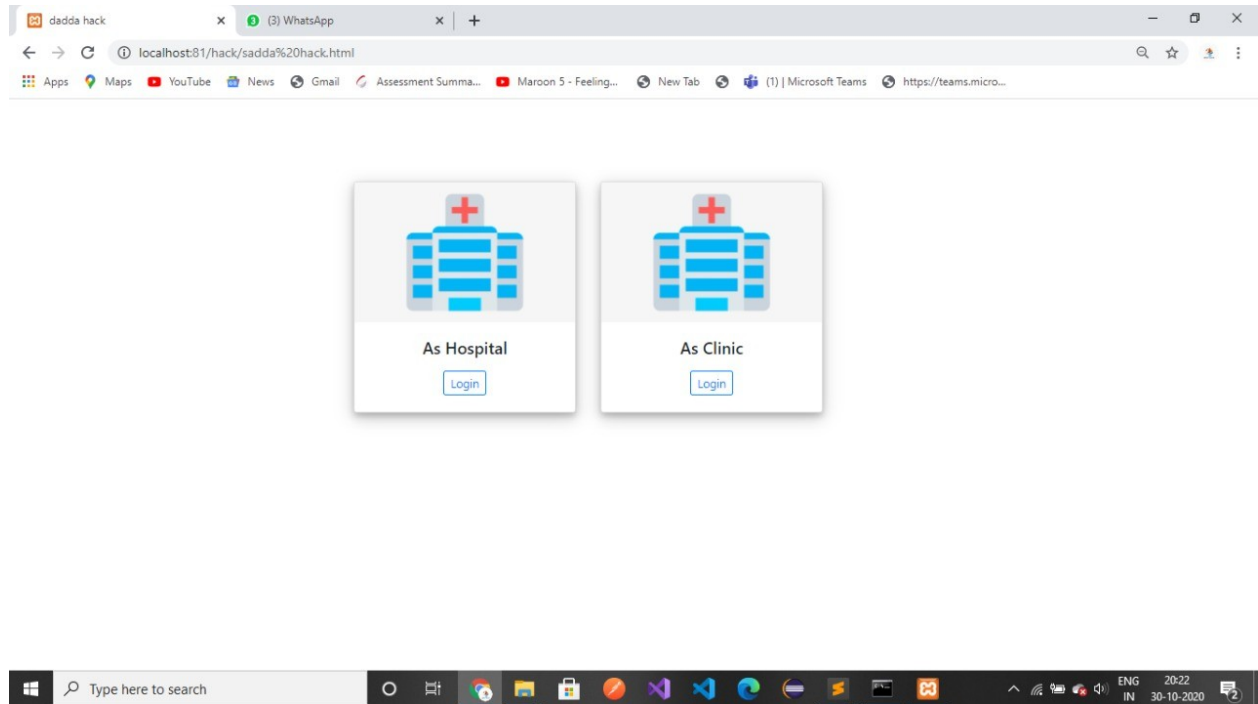 dadda hack
(3) WhatsApp
localhost:81/hack/sadda%20hack.html
Apps Maps YouTube News Gmail Assessment Summa... Maroon 5 - Feeling... New Tab (1) | Microsoft Teams https://teams.micro...
As Hospital As Clinic
Login Login
Type here to search
ENG 20:22
IN 30-10-2020
2